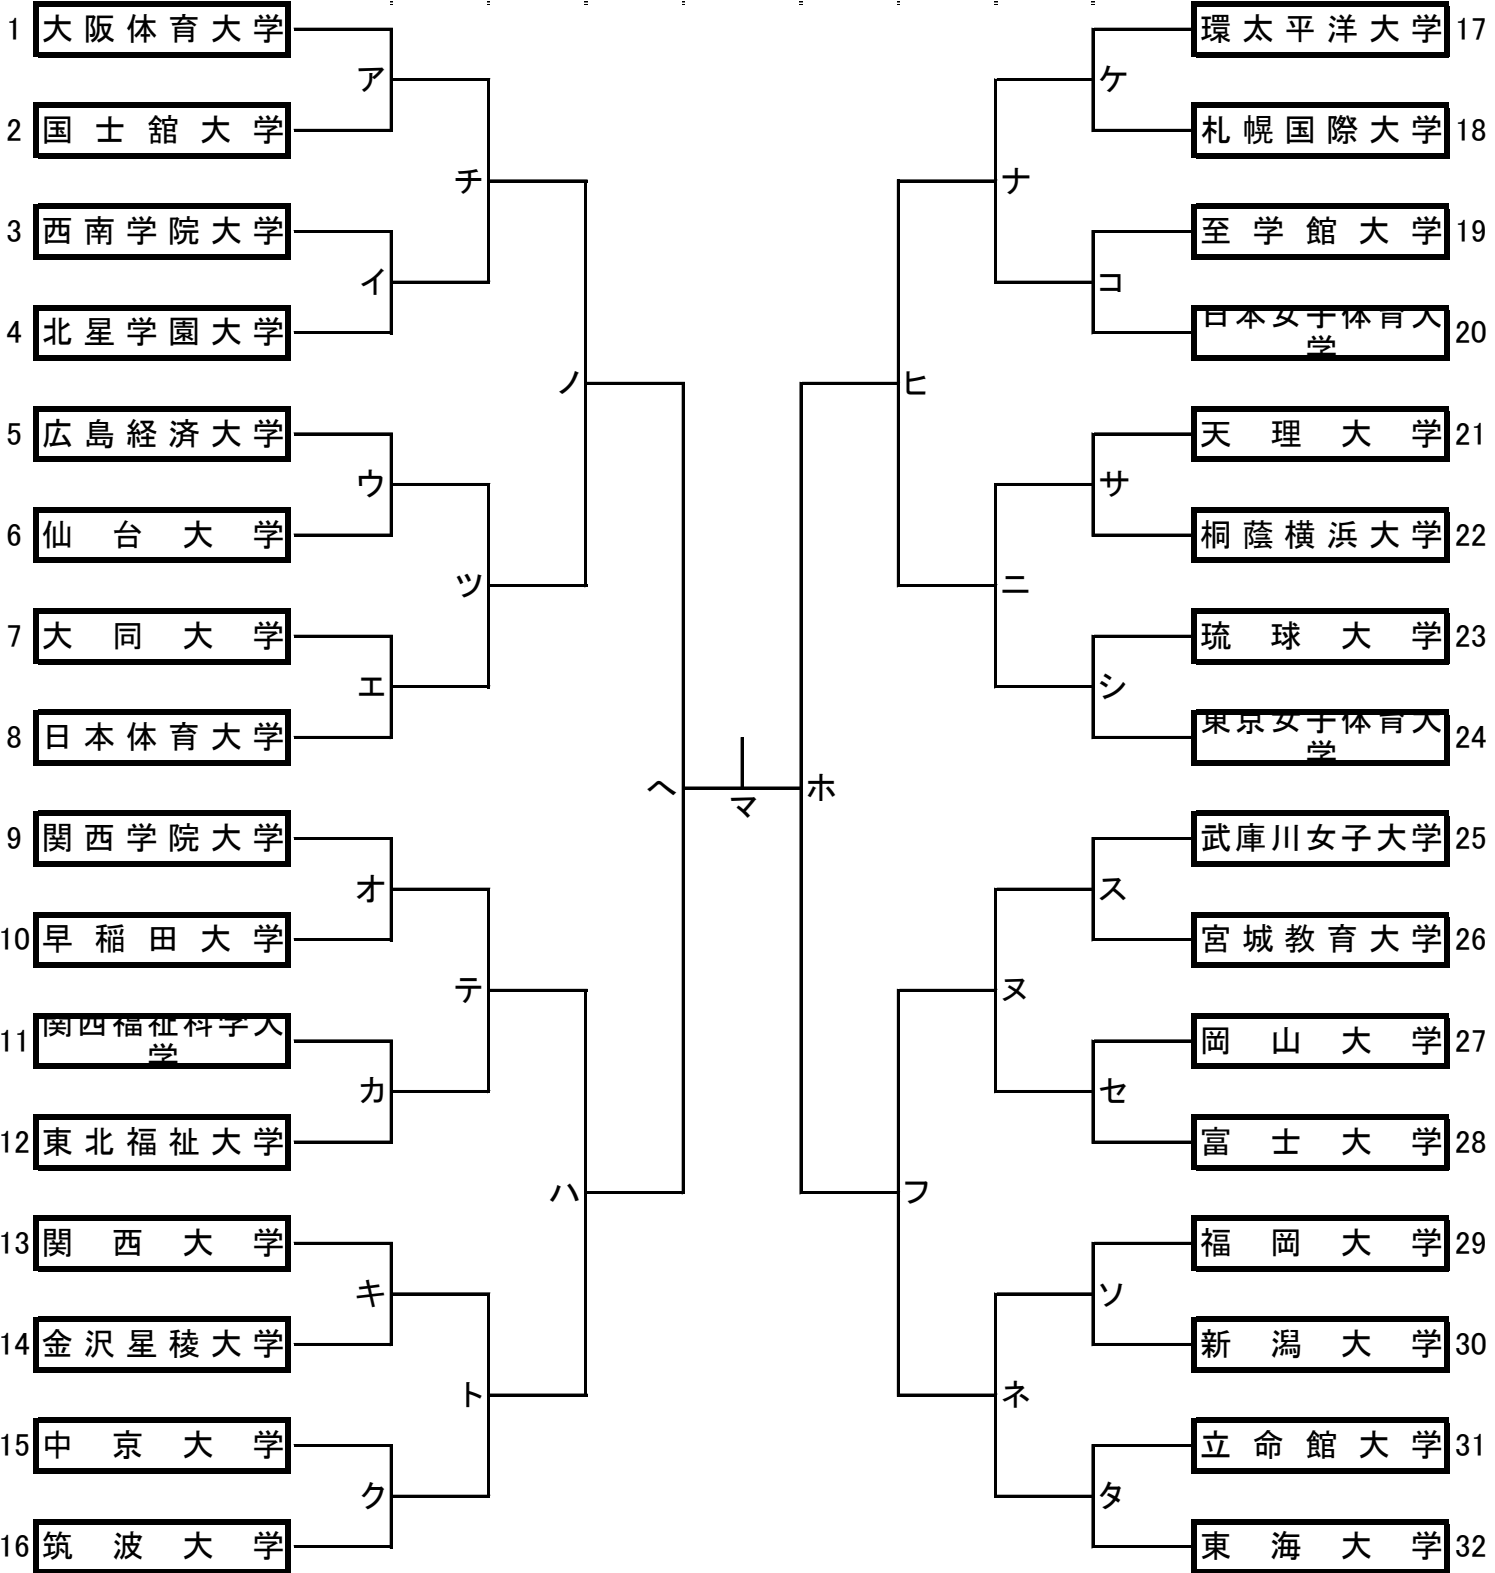 1 大阪体育大学
ア
2 国士舘大学
チ
3 西南学院大学
イ
4 北星学園大学
ノ
5 広島経済大学
ウ
6 仙台大学
ツ
7 大同大学
エ
8 日本体育大学
ヘ
マ
9 関西学院大学
オ
10 早稲田大学
テ
11 関西福祉科学大
学
カ
12 東北福祉大学
ハ
13 関西大学
キ
14 金沢星稜大学
ト
15 中京大学
ク
16 筑波大学
環太平洋大学 17
ケ
札幌国際大学 18
ナ
至学館大学 19
コ
日本女子体育大
学 20
ヒ
天理大学 21
サ
桐蔭横浜大学 22
ニ
琉球大学 23
シ
東京女子体育大
学 24
ホ
武庫川女子大学 25
ス
宮城教育大学 26
ヌ
岡山大学 27
セ
富士大学 28
フ
福岡大学 29
ソ
新潟大学 30
ネ
立命館大学 31
タ
東海大学 32